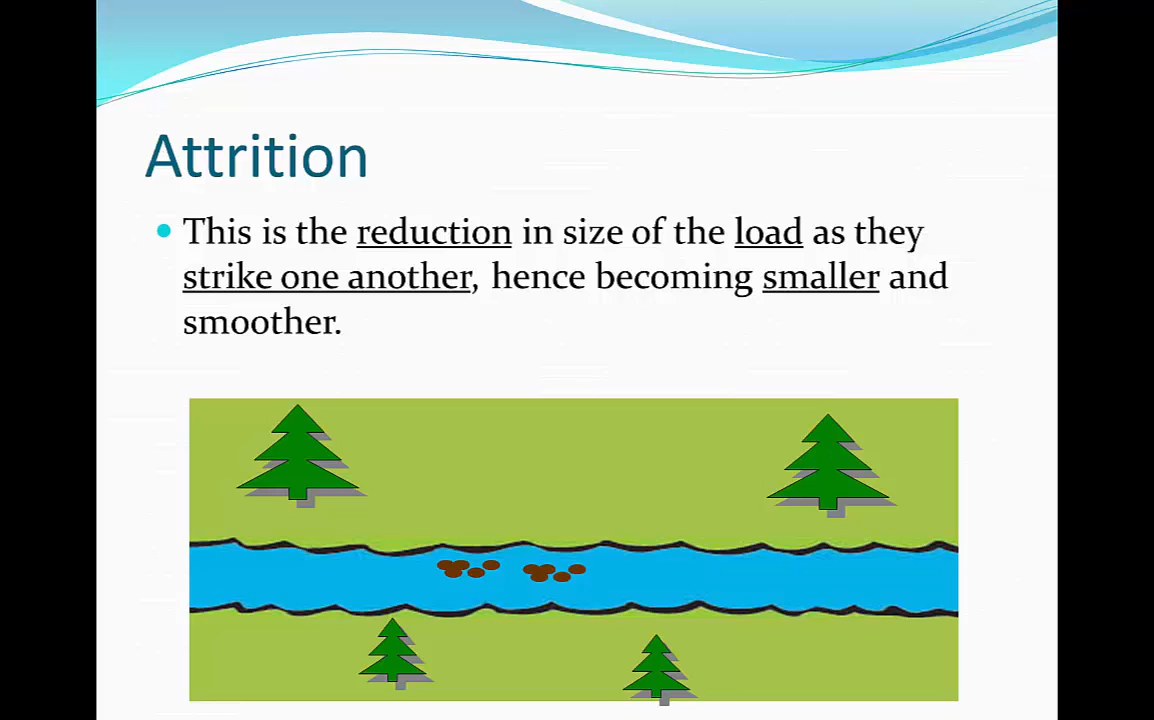 Attrition
This is the reduction in size of the load as they
strike one another, hence becoming smaller and
smoother.